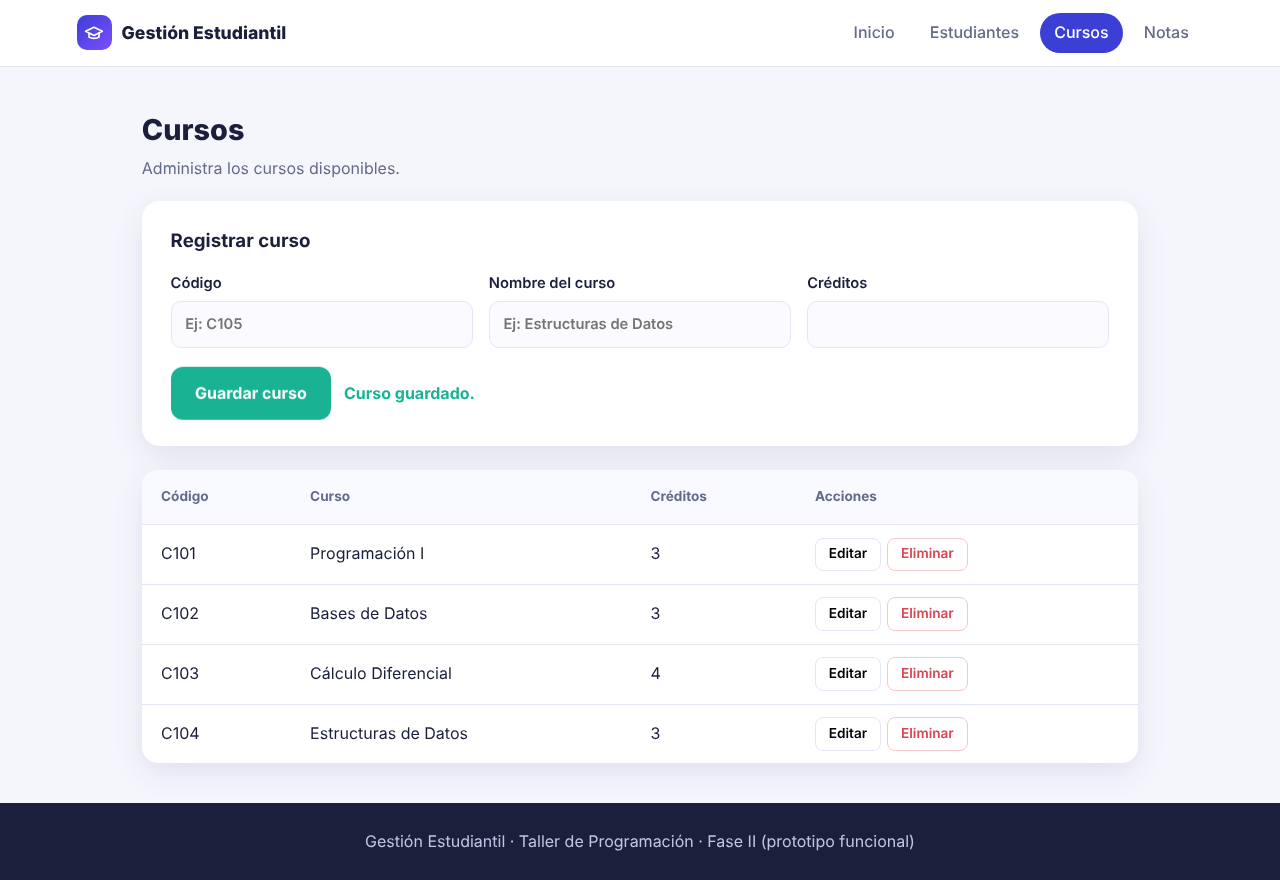 Gestión Estudiantil
Inicio Estudiantes Cursos Notas
Cursos
Administra los cursos disponibles.
Registrar curso
Código Nombre del curso Créditos
Ej: C105 Ej: Estructuras de Datos
Guardar curso Curso guardado.
Código Curso Créditos Acciones
C101 Programación I 3 Editar Eliminar
C102 Bases de Datos 3 Editar Eliminar
C103 Cálculo Diferencial 4 Editar Eliminar
C104 Estructuras de Datos 3 Editar Eliminar
Gestión Estudiantil · Taller de Programación · Fase II (prototipo funcional)